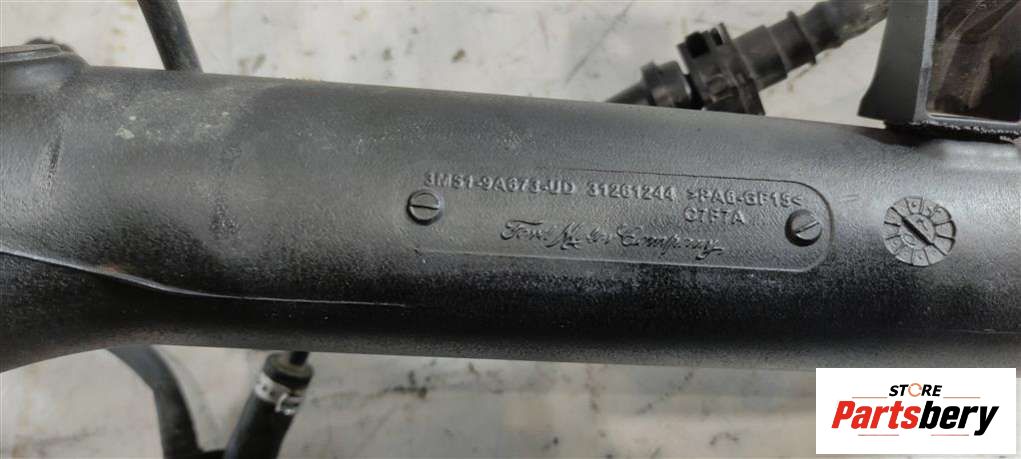 3M51-9A673-UD 31261244 >PA6-GF15<
C7F7A
Ford Motor Company
STORE
Partsbery